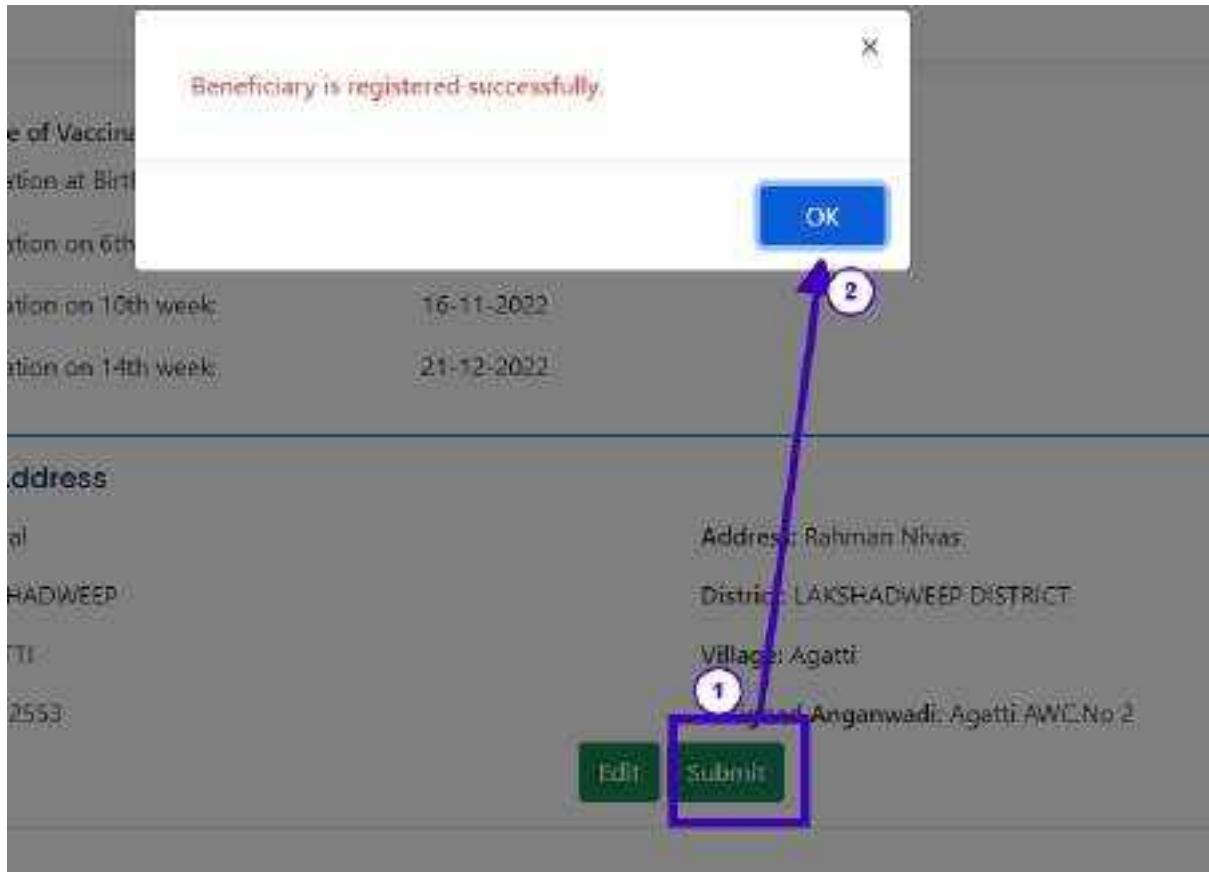 ×
Beneficiary is registered successfully.
OK
2
e of Vaccina
ation at Birth
ation on 6th
ation on 10th week: 16-11-2022
ation on 14th week: 21-12-2022
ddress
al Address: Rahman Nivas
HADWEEP District: LAKSHADWEEP DISTRICT
TTI Village: Agatti
1
2553 Anganwadi: Agatti AWC.No 2
Edit Submit